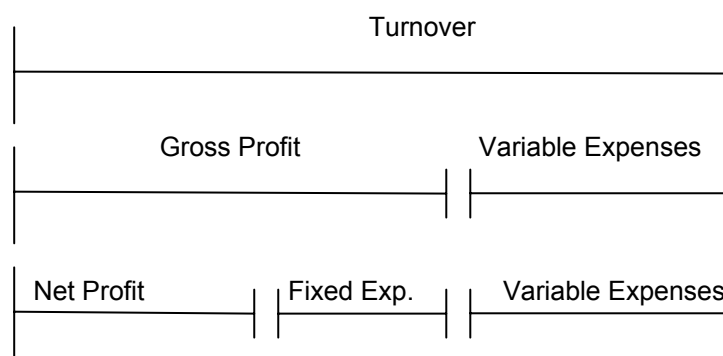 Turnover
Gross Profit Variable Expenses
Net Profit Fixed Exp. Variable Expenses